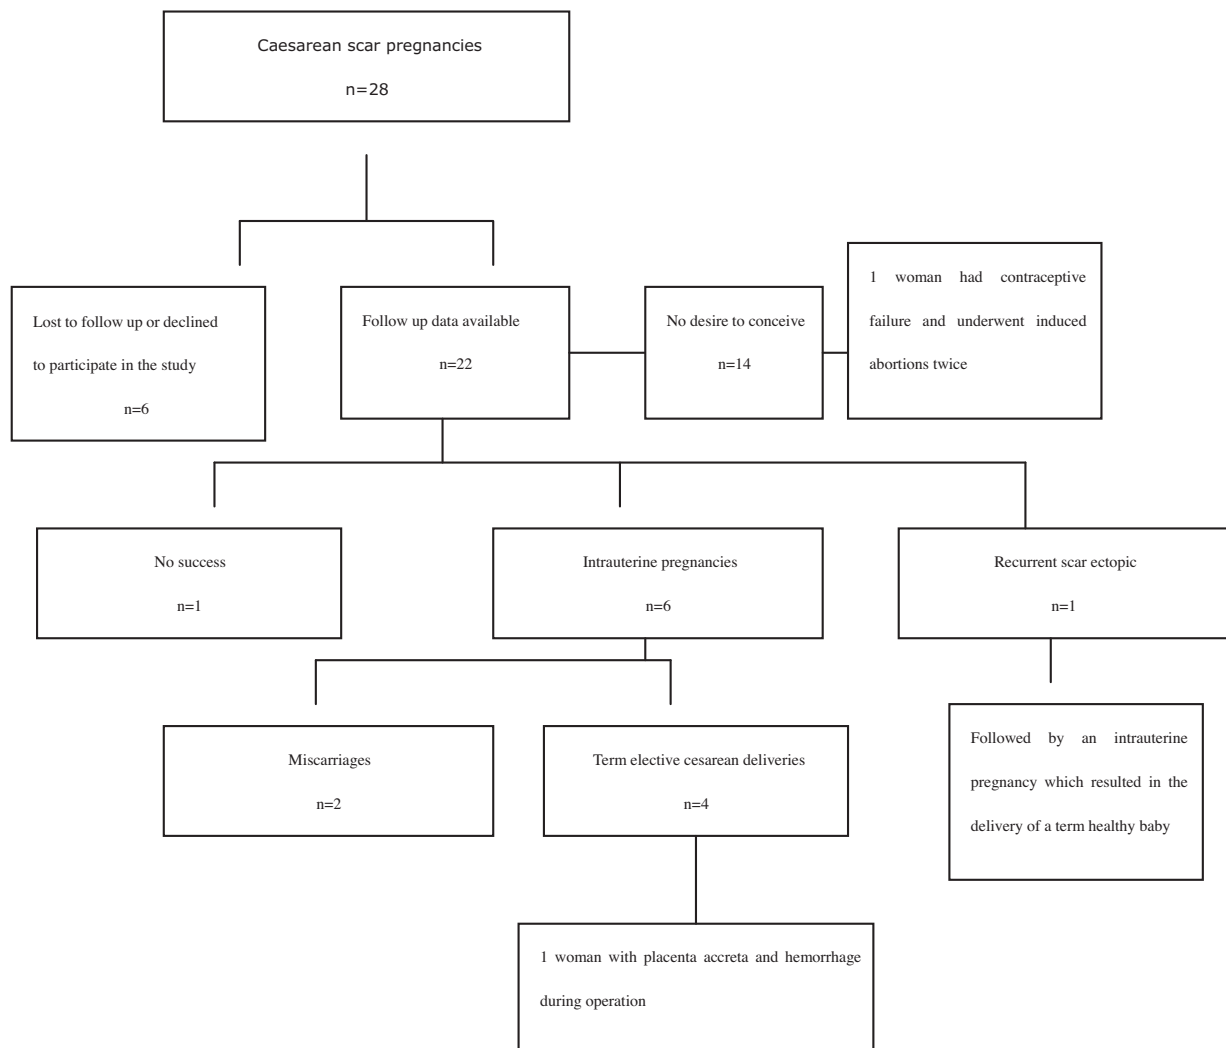 Caesarean scar pregnancies
n=28
Lost to follow up or declined
to participate in the study
n=6
Follow up data available
n=22
No desire to conceive
n=14
1 woman had contraceptive
failure and underwent induced
abortions twice
No success
n=1
Intrauterine pregnancies
n=6
Recurrent scar ectopic
n=1
Miscarriages
n=2
Term elective cesarean deliveries
n=4
Followed by an intrauterine
pregnancy which resulted in the
delivery of a term healthy baby
1 woman with placenta accreta and hemorrhage
during operation